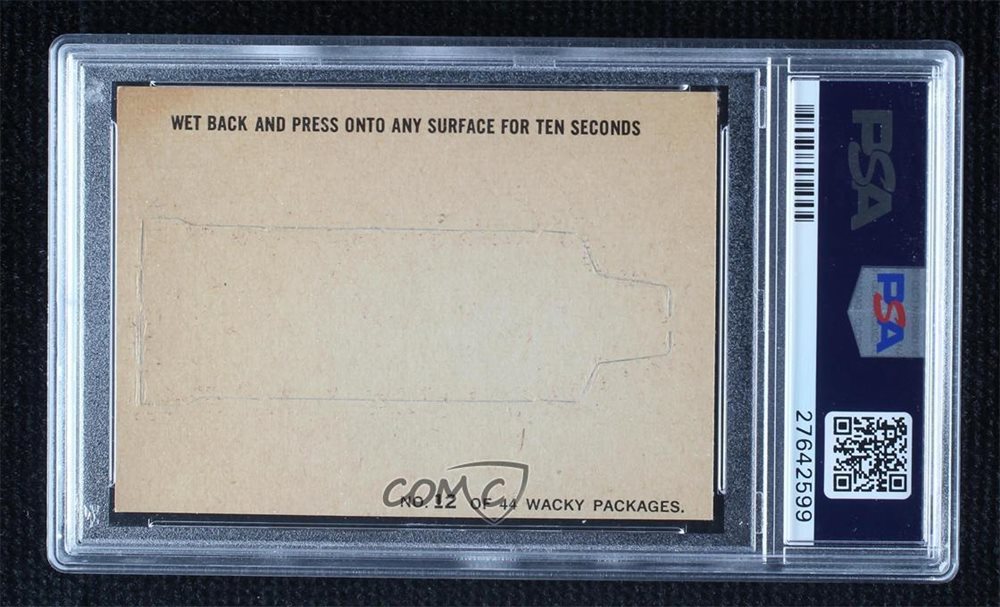 WET BACK AND PRESS ONTO ANY SURFACE FOR TEN SECONDS
NO. 12 OF 44 WACKY PACKAGES.
COMC
PSA
PSA
27642599